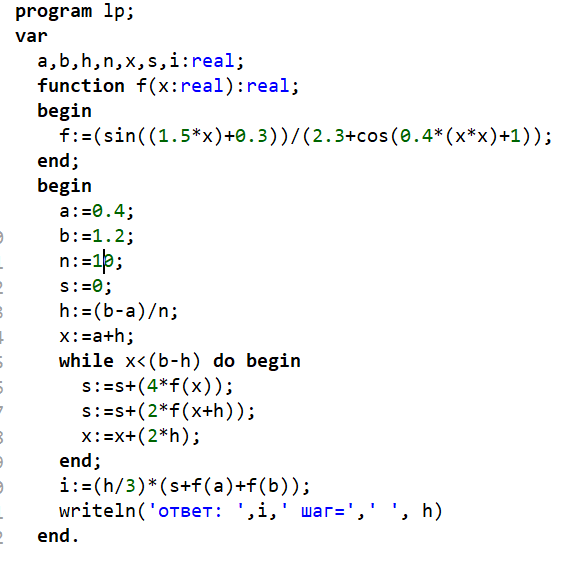 program lp;
var
  a,b,h,n,x,s,i:real;
  function f(x:real):real;
  begin
    f:=(sin((1.5*x)+0.3))/(2.3+cos(0.4*(x*x)+1));
  end;
  begin
    a:=0.4;
    b:=1.2;
    n:=10;
    s:=0;
    h:=(b-a)/n;
    x:=a+h;
    while x<(b-h) do begin
      s:=s+(4*f(x));
      s:=s+(2*f(x+h));
      x:=x+(2*h);
    end;
    i:=(h/3)*(s+f(a)+f(b));
    writeln('ответ: ',i,' шаг=',' ', h)
  end.